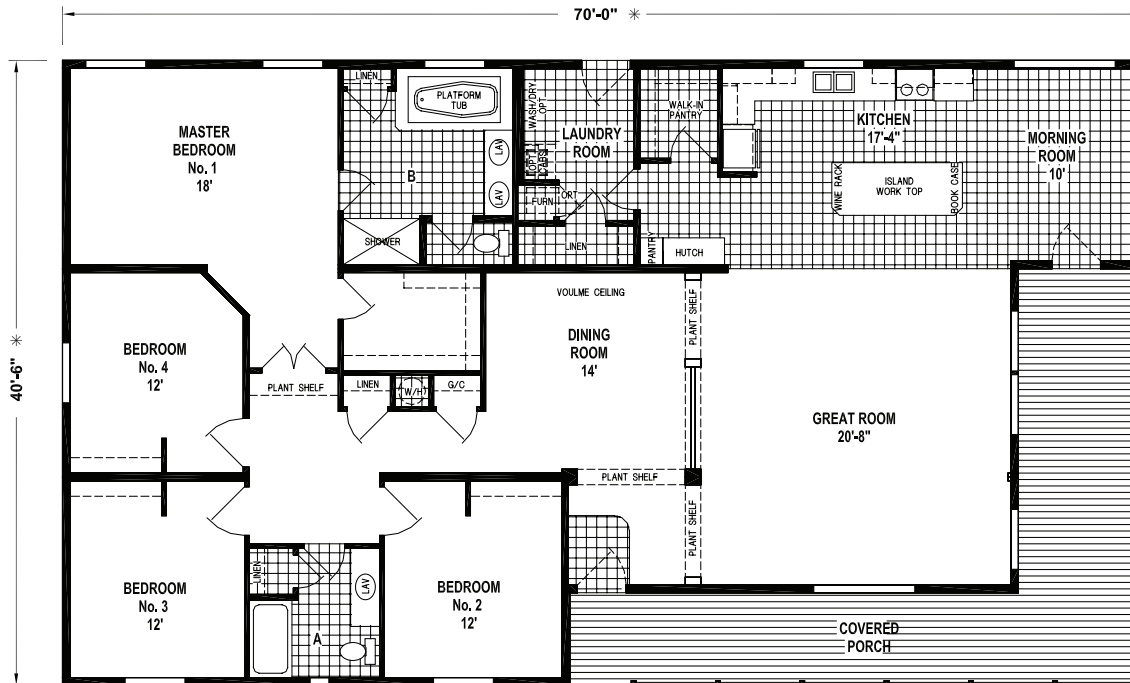 70'-0" ✳
40'-6" ✳
MASTER
BEDROOM
No. 1
18'
LINEN
PLATFORM
TUB
LAV
LAV
B
SHOWER
WASH/DRY
OPT
OPT
CABS
LAUNDRY
ROOM
FURN
ORT
LINEN
WALK-IN
PANTRY
PANTRY
HUTCH
KITCHEN
17'-4"
WINE RACK
ISLAND
WORK TOP
BOOK CASE
MORNING
ROOM
10'
BEDROOM
No. 4
12'
PLANT SHELF
LINEN
W/H
G/C
VOULME CEILING
DINING
ROOM
14'
PLANT SHELF
PLANT SHELF
PLANT SHELF
GREAT ROOM
20'-8"
BEDROOM
No. 3
12'
LINEN
LAV
A
BEDROOM
No. 2
12'
COVERED
PORCH